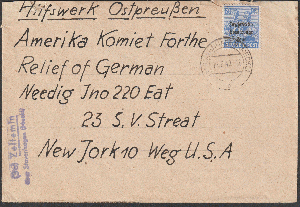 Hilfswerk Ostpreußen
Amerika Komiet Forthe
Relief of German
Needig Jno 220 Eat
23 S.V. Streat
New Jork 10 Weg U.S.A